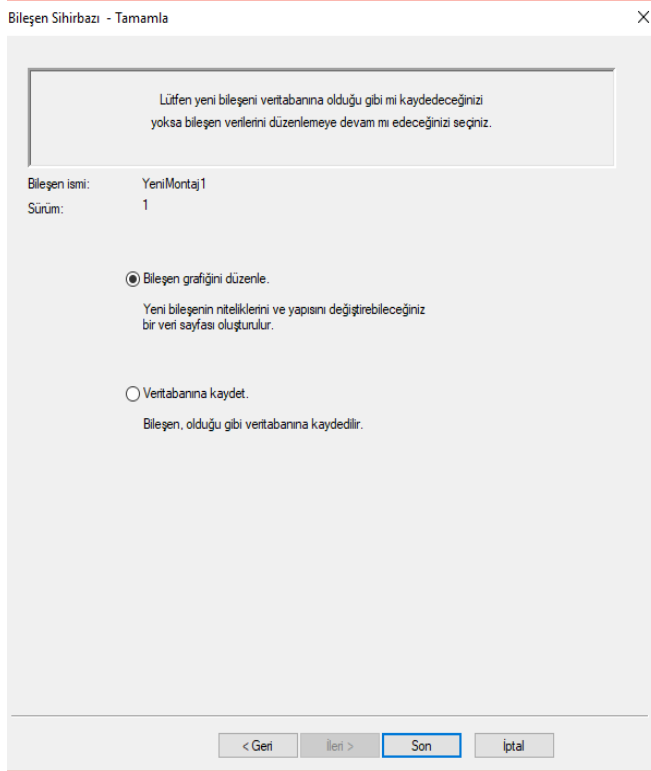 Bileşen Sihirbazı - Tamamla
Lütfen yeni bileşeni veritabanına olduğu gibi mi kaydedeceğinizi
yoksa bileşen verilerini düzenlemeye devam mı edeceğinizi seçiniz.
Bileşen ismi: YeniMontaj1
Sürüm: 1
Bileşen grafiğini düzenle.
Yeni bileşenin niteliklerini ve yapısını değiştirebileceğiniz
bir veri sayfası oluşturulur.
Veritabanına kaydet.
Bileşen, olduğu gibi veritabanına kaydedilir.
< Geri İleri > Son İptal